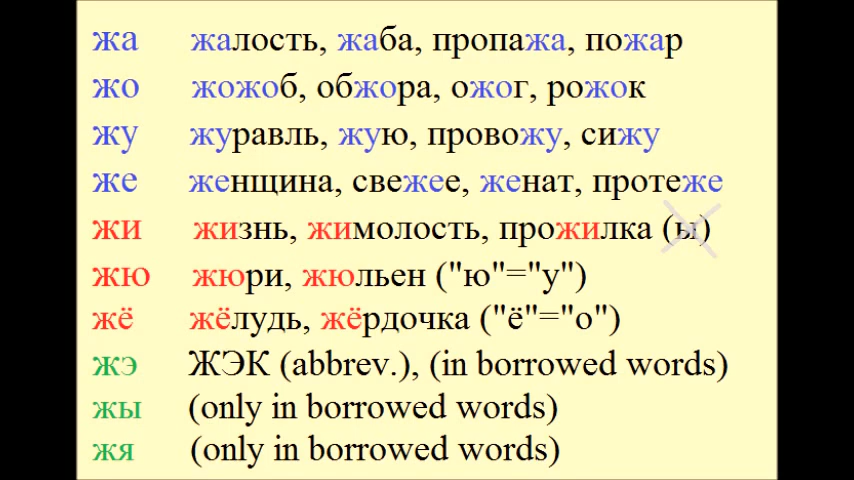 жа жалость, жаба, пропажа, пожар
жо жожоб, обжора, ожог, рожок
жу журавль, жую, провожу, сижу
же женщина, свежее, женат, протеже
жи жизнь, жимолость, прожилка (ы)
жю жюри, жюльен ("ю"="у")
жё жёлудь, жёрдочка ("ё"="о")
жэ ЖЭК (abbrev.), (in borrowed words)
жы (only in borrowed words)
жя (only in borrowed words)